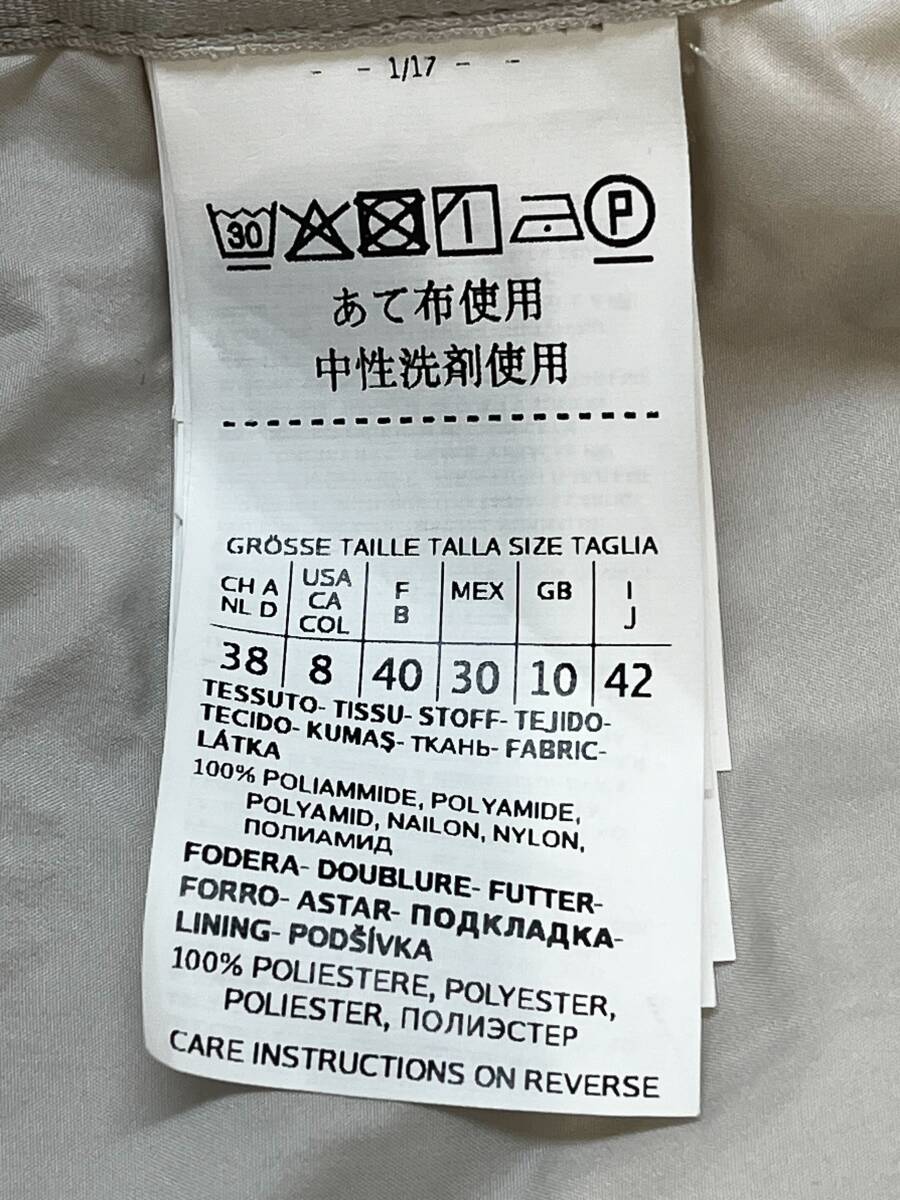 - - 1/17 - -
30 P
あて布使用
中性洗剤使用
GRÖSSE TAILLE TALLA SIZE TAGLIA
CH A USA F MEX GB I
NL D CA B J
COL
38 8 40 30 10 42
TESSUTO- TISSU- STOFF- TEJIDO-
TECIDO- KUMAŞ- ТКАНЬ- FABRIC-
LÁTKA
100% POLIAMMIDE, POLYAMIDE,
POLYAMID, NAILON, NYLON,
ПОЛИАМИД
FODERA- DOUBLURE- FUTTER-
FORRO- ASTAR- ПОДКЛАДКА-
LINING- PODŠÍVKA
100% POLIESTERE, POLYESTER,
POLIESTER, ПОЛИЭСТЕР
CARE INSTRUCTIONS ON REVERSE